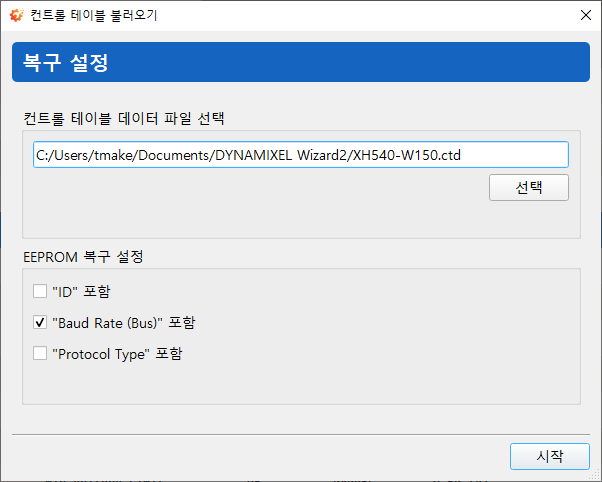 컨트롤 테이블 불러오기
복구 설정
컨트롤 테이블 데이터 파일 선택
C:/Users/tmake/Documents/DYNAMIXEL Wizard2/XH540-W150.ctd
선택
EEPROM 복구 설정
"ID" 포함
"Baud Rate (Bus)" 포함
"Protocol Type" 포함
시작